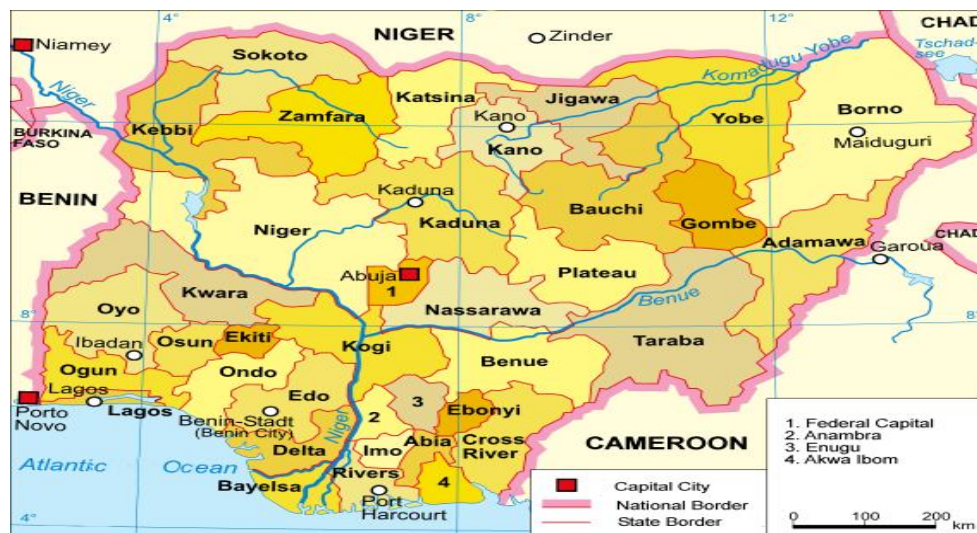 4°
8°
12°
NIGER
CHAD
Niamey
Zinder
Tschad-
see
Sokoto
Komadugu Yobe
Niger
Katsina
Jigawa
Zamfara
Kano
Yobe
Borno
BURKINA
FASO
Kebbi
Kano
Maiduguri
BENIN
Kaduna
Kaduna
Bauchi
Gombe
CHAD
Niger
Adamawa
Garoua
Abuja
1
Plateau
Kwara
Benue
Nassarawa
Oyo
8°
8°
Taraba
Ibadan
Osun
Ekiti
Kogi
Benue
Ogun
Ondo
Lagos
Lagos
Edo
2
3
Ebonyi
Porto
Novo
Benin-Stadt
(Benin City)
Niger
Abia
Cross
River
CAMEROON
Delta
Imo
Atlantic Ocean
Bayelsa
Rivers
4
Port
Harcourt
4°
4°
8°
1. Federal Capital
2. Anambra
3. Enugu
4. Akwa Ibom
Capital City
National Border
State Border
0 100 200
km